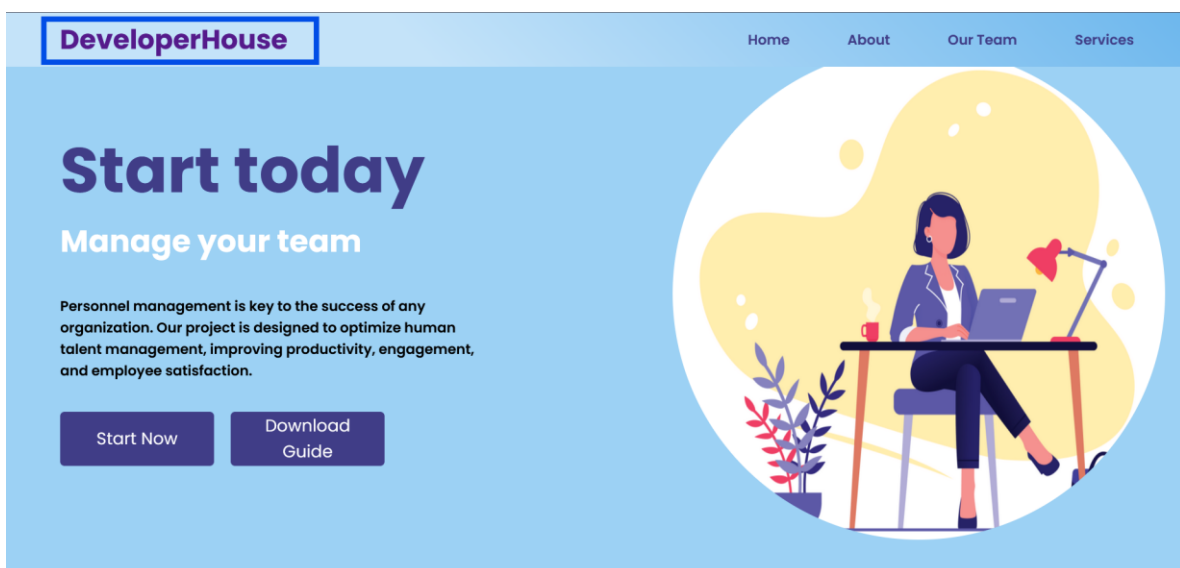 DeveloperHouse
Home About Our Team Services
Start today
Manage your team
Personnel management is key to the success of any
organization. Our project is designed to optimize human
talent management, improving productivity, engagement,
and employee satisfaction.
Start Now
Download
Guide